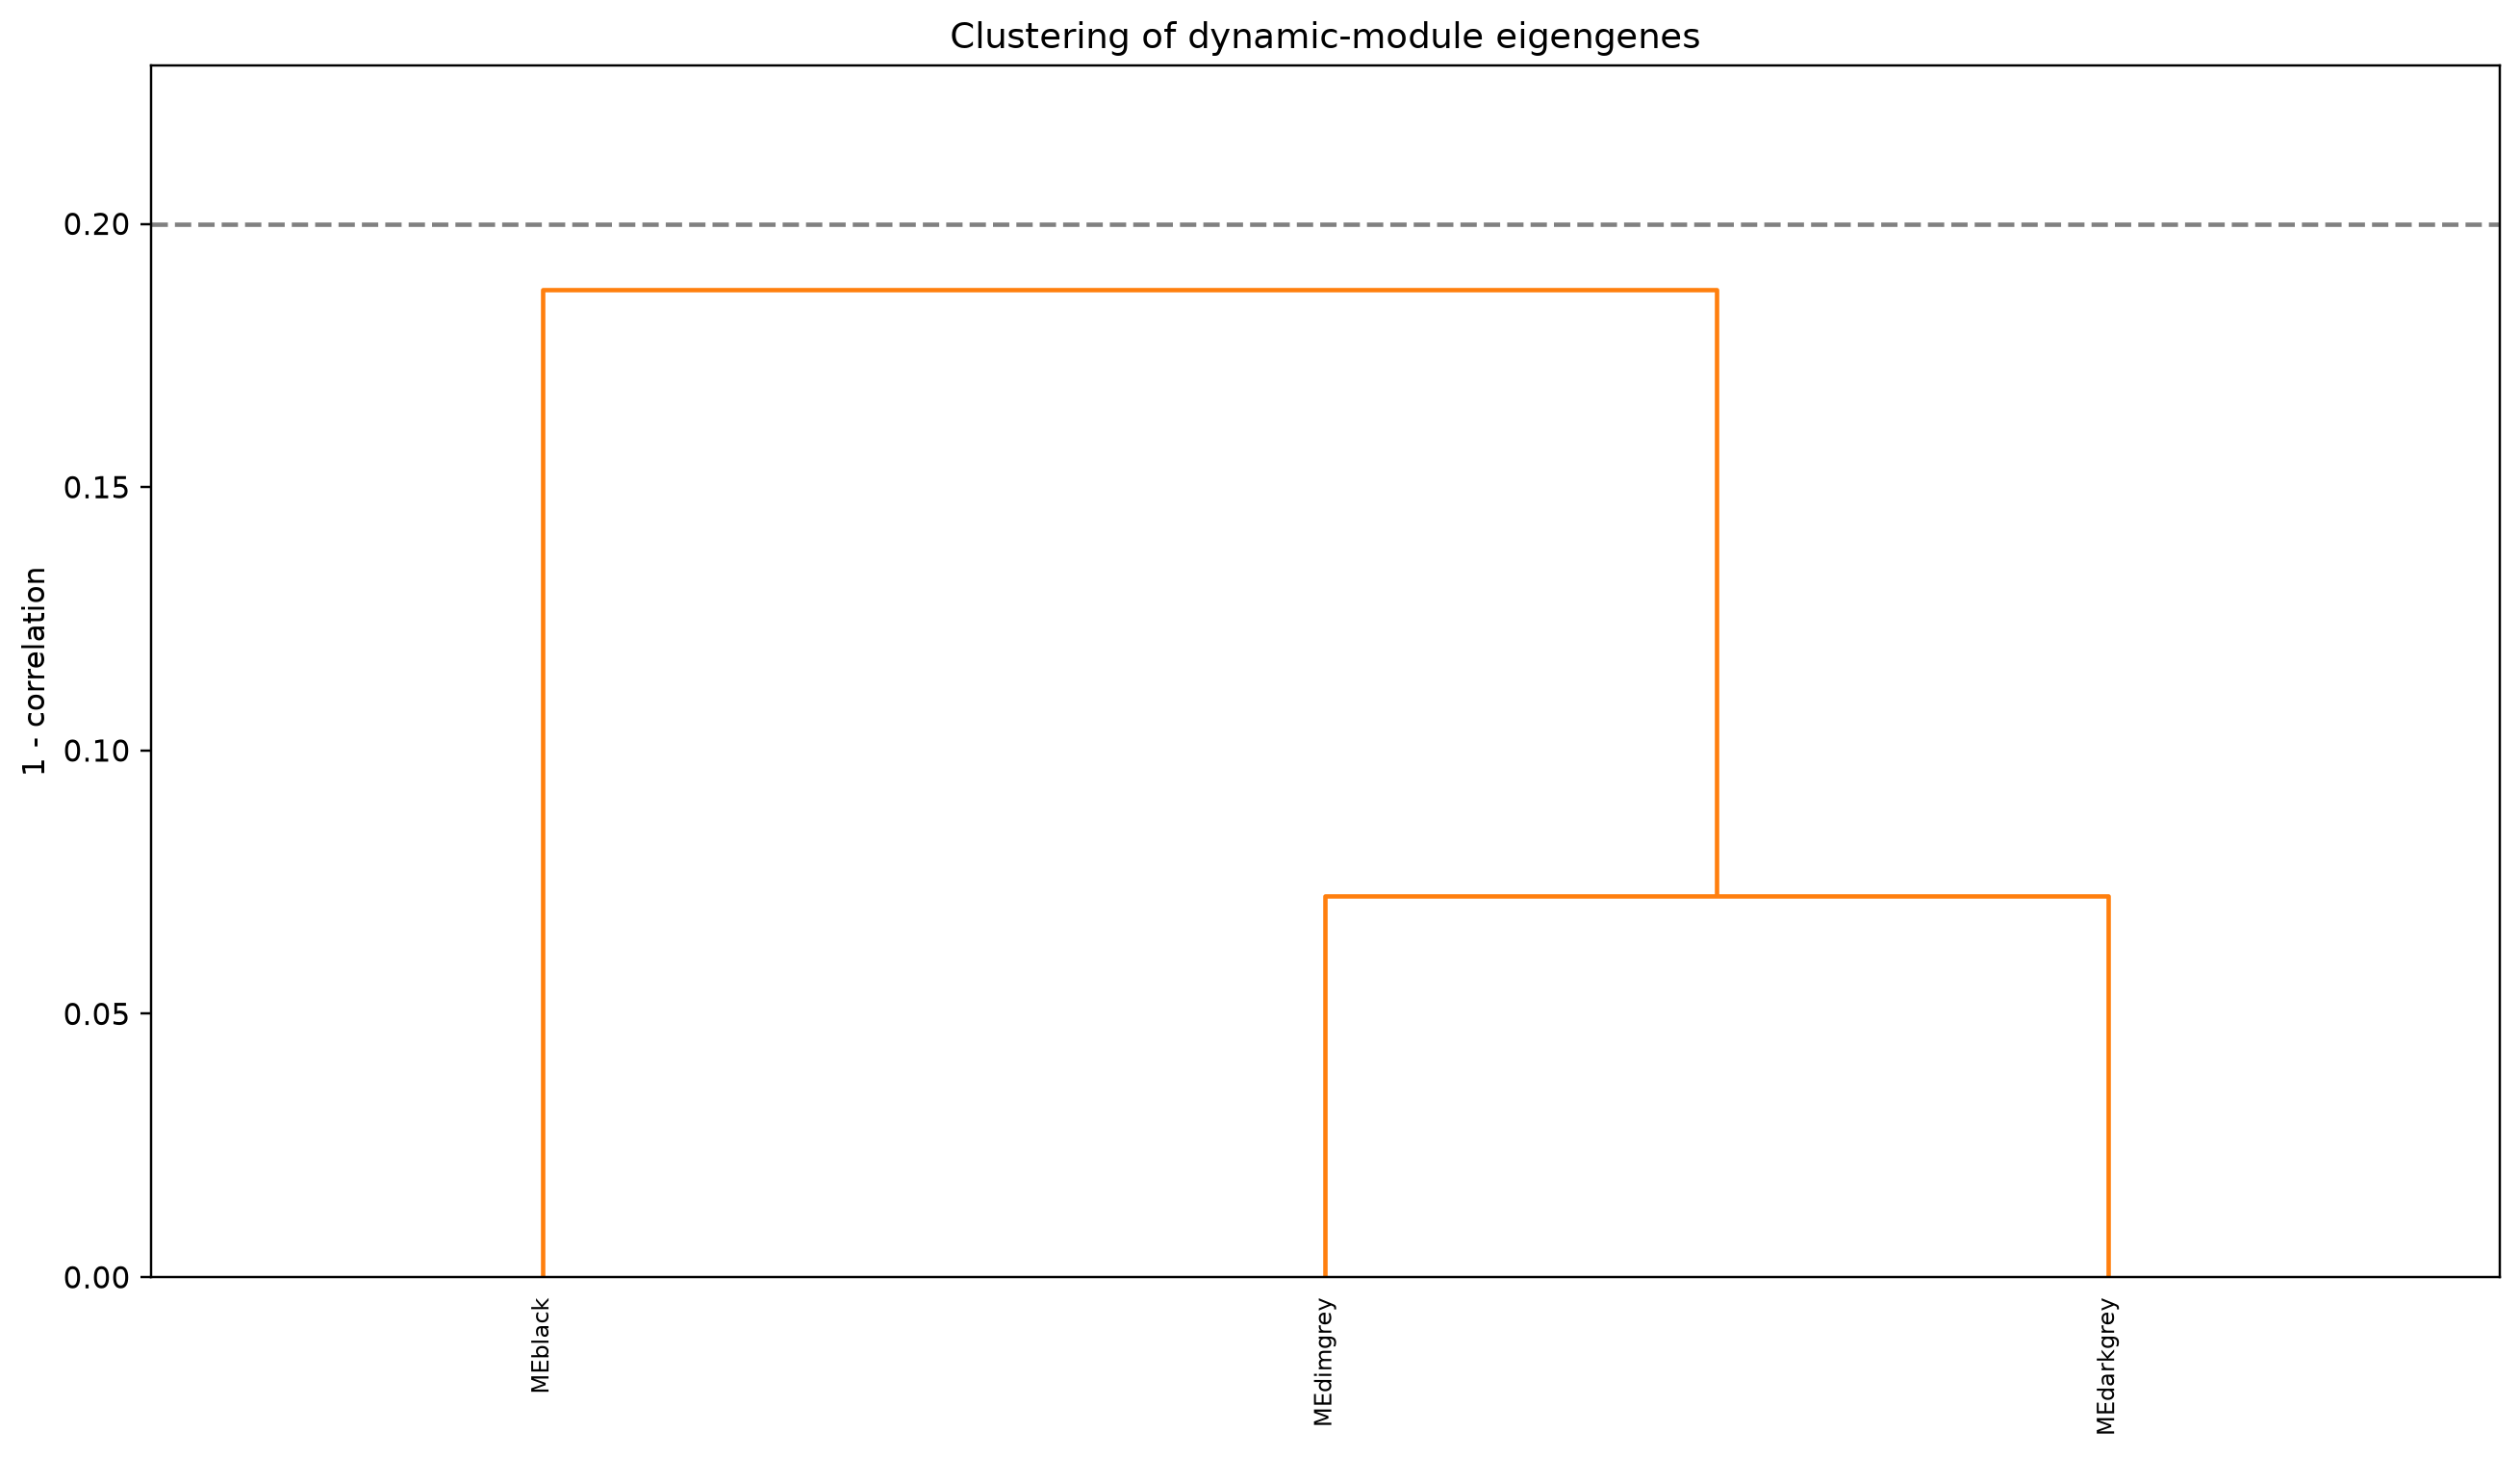 Clustering of dynamic-module eigengenes
0.20
0.15
0.10
0.05
0.00
1 - correlation
MEblack
MEdimgrey
MEdarkgrey